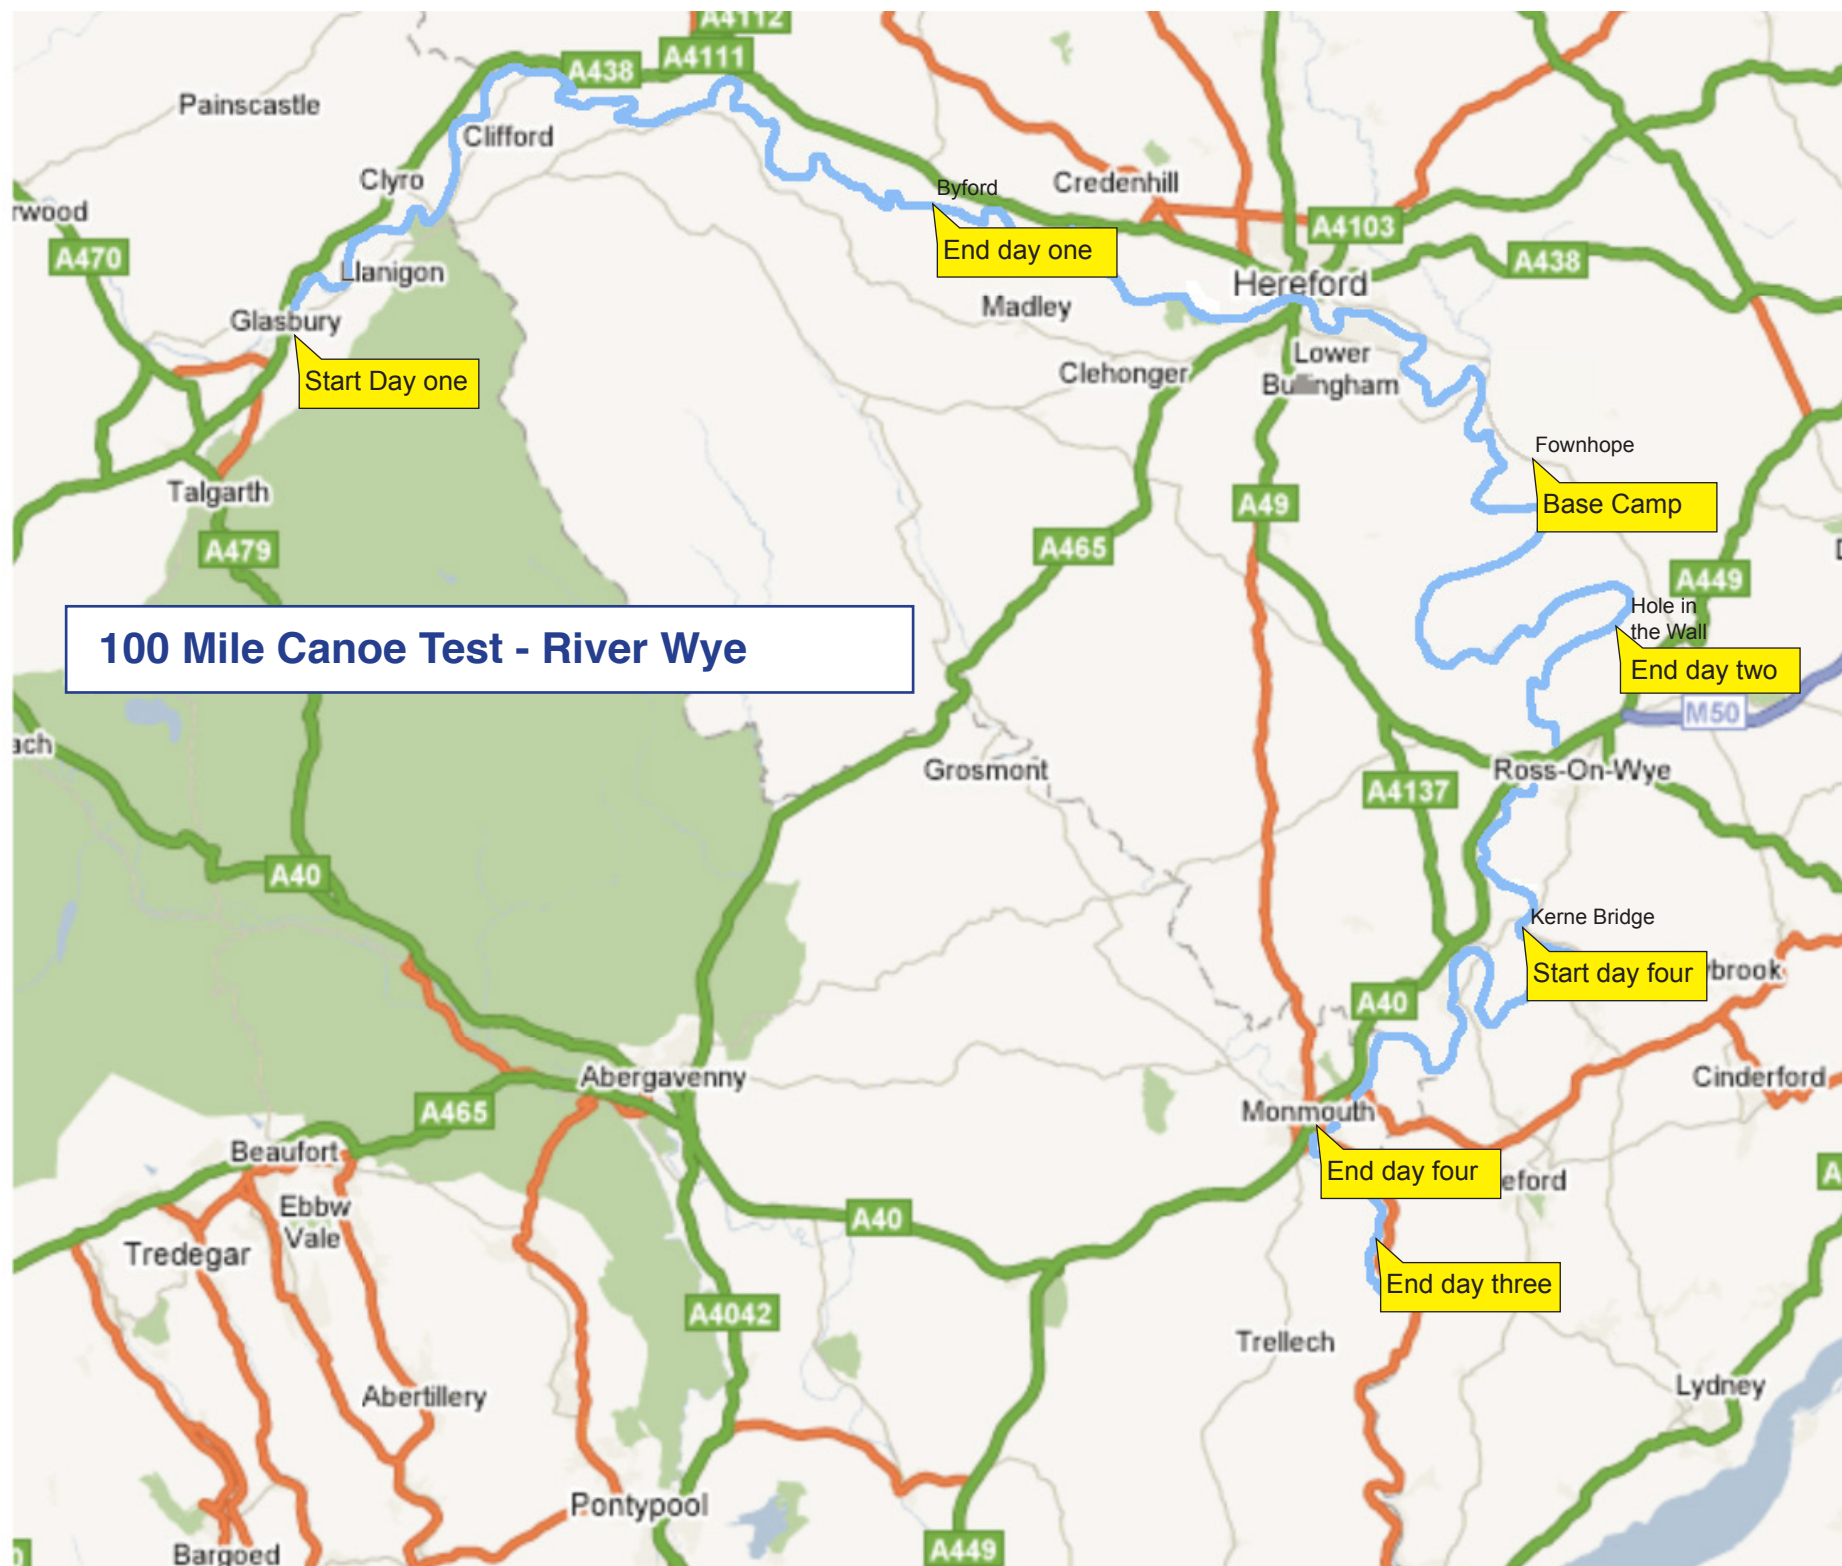 A4112
A4111
A438
Painscastle
Clifford
Clyro
Byford
Credenhill
rwood
A4103
A470
End day one
A438
Llanigon
Hereford
Glasbury
Madley
Start Day one
Lower
Clehonger
Fownhope
Talgarth
A49
Base Camp
A479
A465
A449
Hole in
the Wall
100 Mile Canoe Test - River Wye
End day two
M50
ach
Grosmont
Ross-On-Wye
A4137
A40
Kerne Bridge
Start day four
ybrook
A40
Abergavenny
Cinderford
A465
Monmouth
Beaufort
End day four
eford
Ebbw
Vale
A40
Tredegar
End day three
A4042
Trellech
Abertillery
Lydney
Pontypool
A449
Bargoed